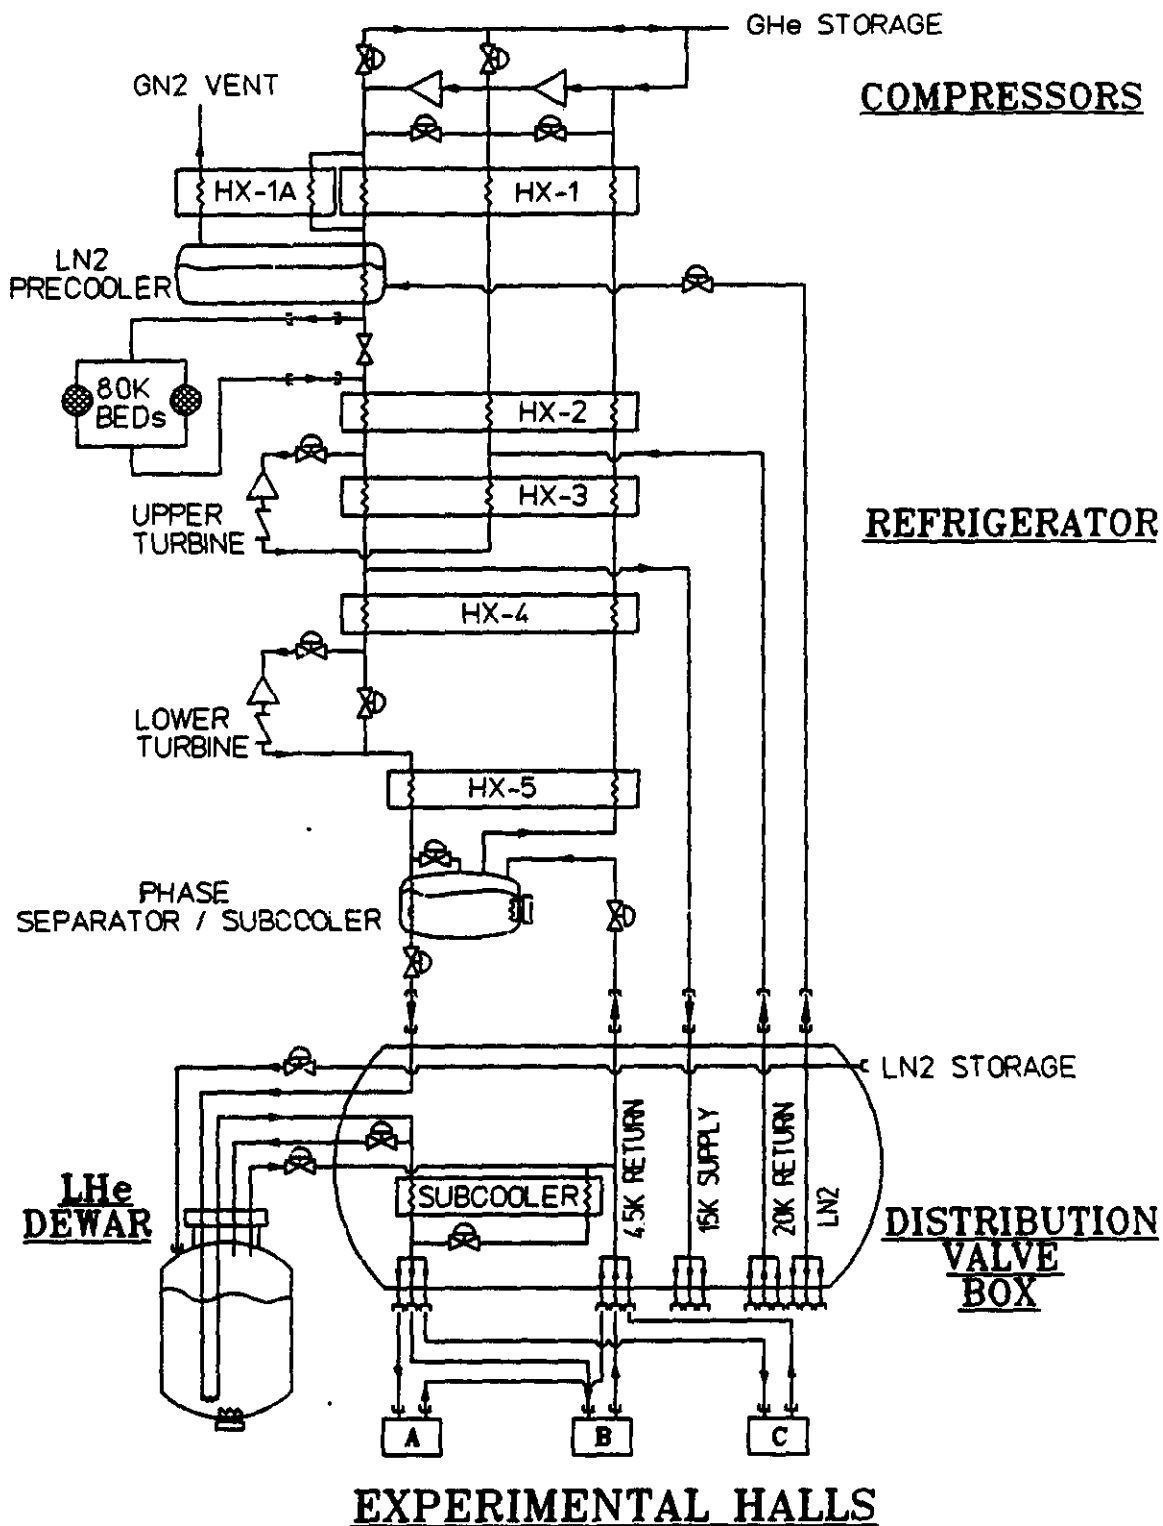 GHe STORAGE
GN2 VENT
COMPRESSORS
HX-1A
HX-1
LN2
PRECOOLER
80K
BEDs
HX-2
HX-3
UPPER
TURBINE
REFRIGERATOR
HX-4
LOWER
TURBINE
HX-5
PHASE
SEPARATOR / SUBCOOLER
LN2 STORAGE
4.5K RETURN
15K SUPPLY
20K RETURN
LN2
LHe
DEWAR
SUBCOOLER
DISTRIBUTION
VALVE
BOX
A
B
C
EXPERIMENTAL HALLS